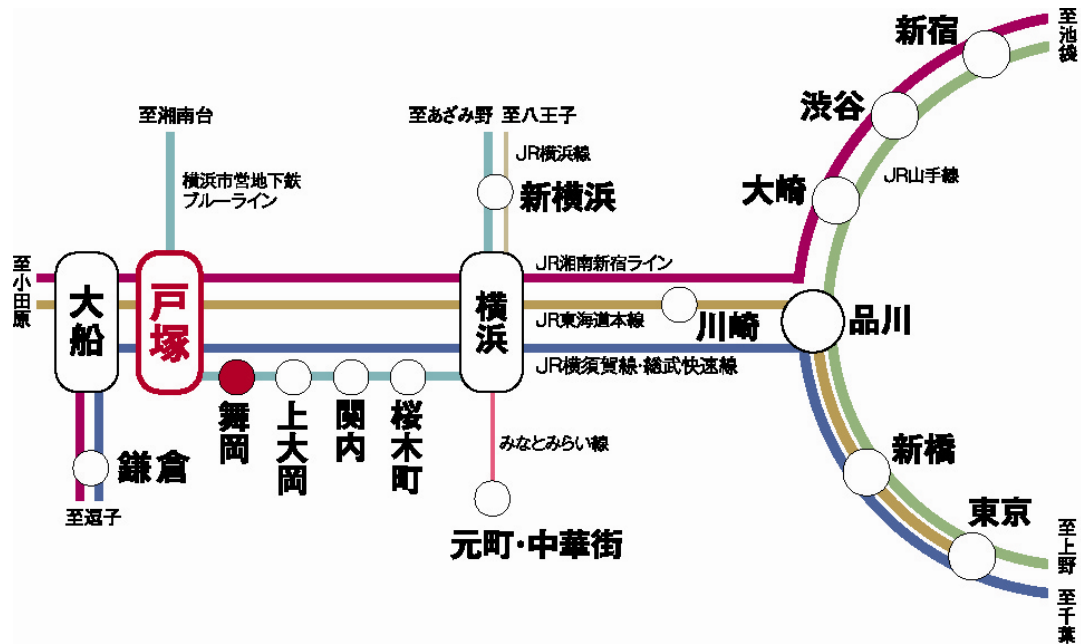 新宿
至池袋
渋谷
至湘南台
至あざみ野
至八王子
JR横浜線
JR山手線
横浜市営地下鉄
ブルーライン
新横浜
大崎
至小田原
大船
戸塚
横浜
JR湘南新宿ライン
JR東海道本線
川崎
品川
JR横須賀線・総武快速線
舞岡
上大岡
関内
桜木町
みなとみらい線
鎌倉
新橋
至逗子
元町・中華街
東京
至上野
至千葉